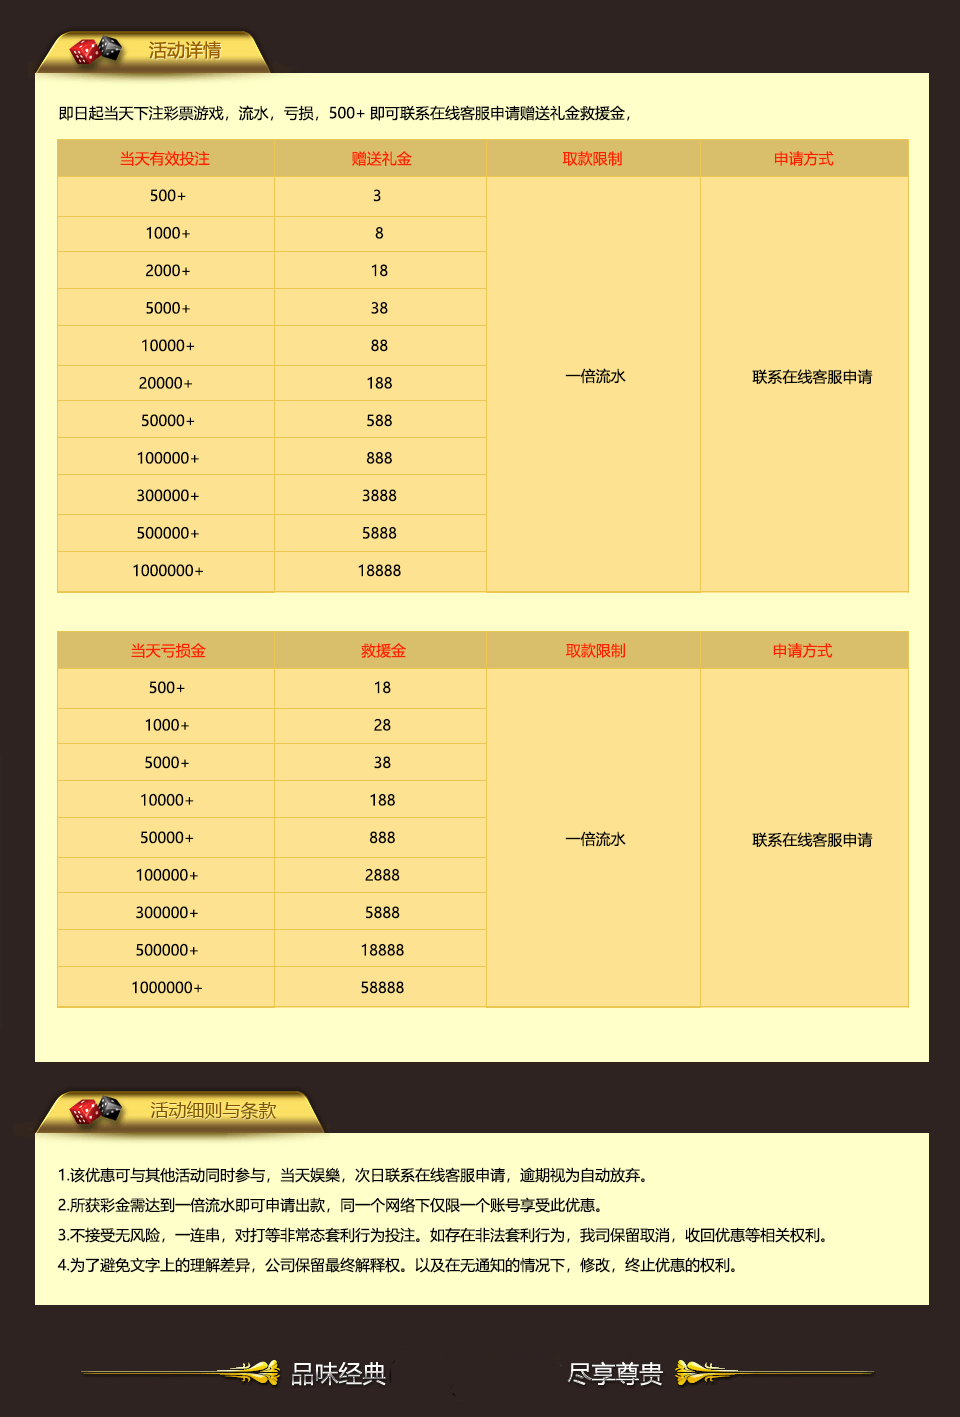 活动详情
即日起当天下注彩票游戏，流水，亏损，500+ 即可联系在线客服申请赠送礼金救援金，
当天有效投注 赠送礼金 取款限制 申请方式
500+ 3
1000+ 8
2000+ 18
5000+ 38
10000+ 88
20000+ 188
一倍流水 联系在线客服申请
50000+ 588
100000+ 888
300000+ 3888
500000+ 5888
1000000+ 18888
当天亏损金 救援金 取款限制 申请方式
500+ 18
1000+ 28
5000+ 38
10000+ 188
50000+ 888
一倍流水 联系在线客服申请
100000+ 2888
300000+ 5888
500000+ 18888
1000000+ 58888
活动细则与条款
1.该优惠可与其他活动同时参与，当天娱樂，次日联系在线客服申请，逾期视为自动放弃。
2.所获彩金需达到一倍流水即可申请出款，同一个网络下仅限一个账号享受此优惠。
3.不接受无风险，一连串，对打等非常态套利行为投注。如存在非法套利行为，我司保留取消，收回优惠等相关权利。
4.为了避免文字上的理解差异，公司保留最终解释权。以及在无通知的情况下，修改，终止优惠的权利。
品味经典 尽享尊贵